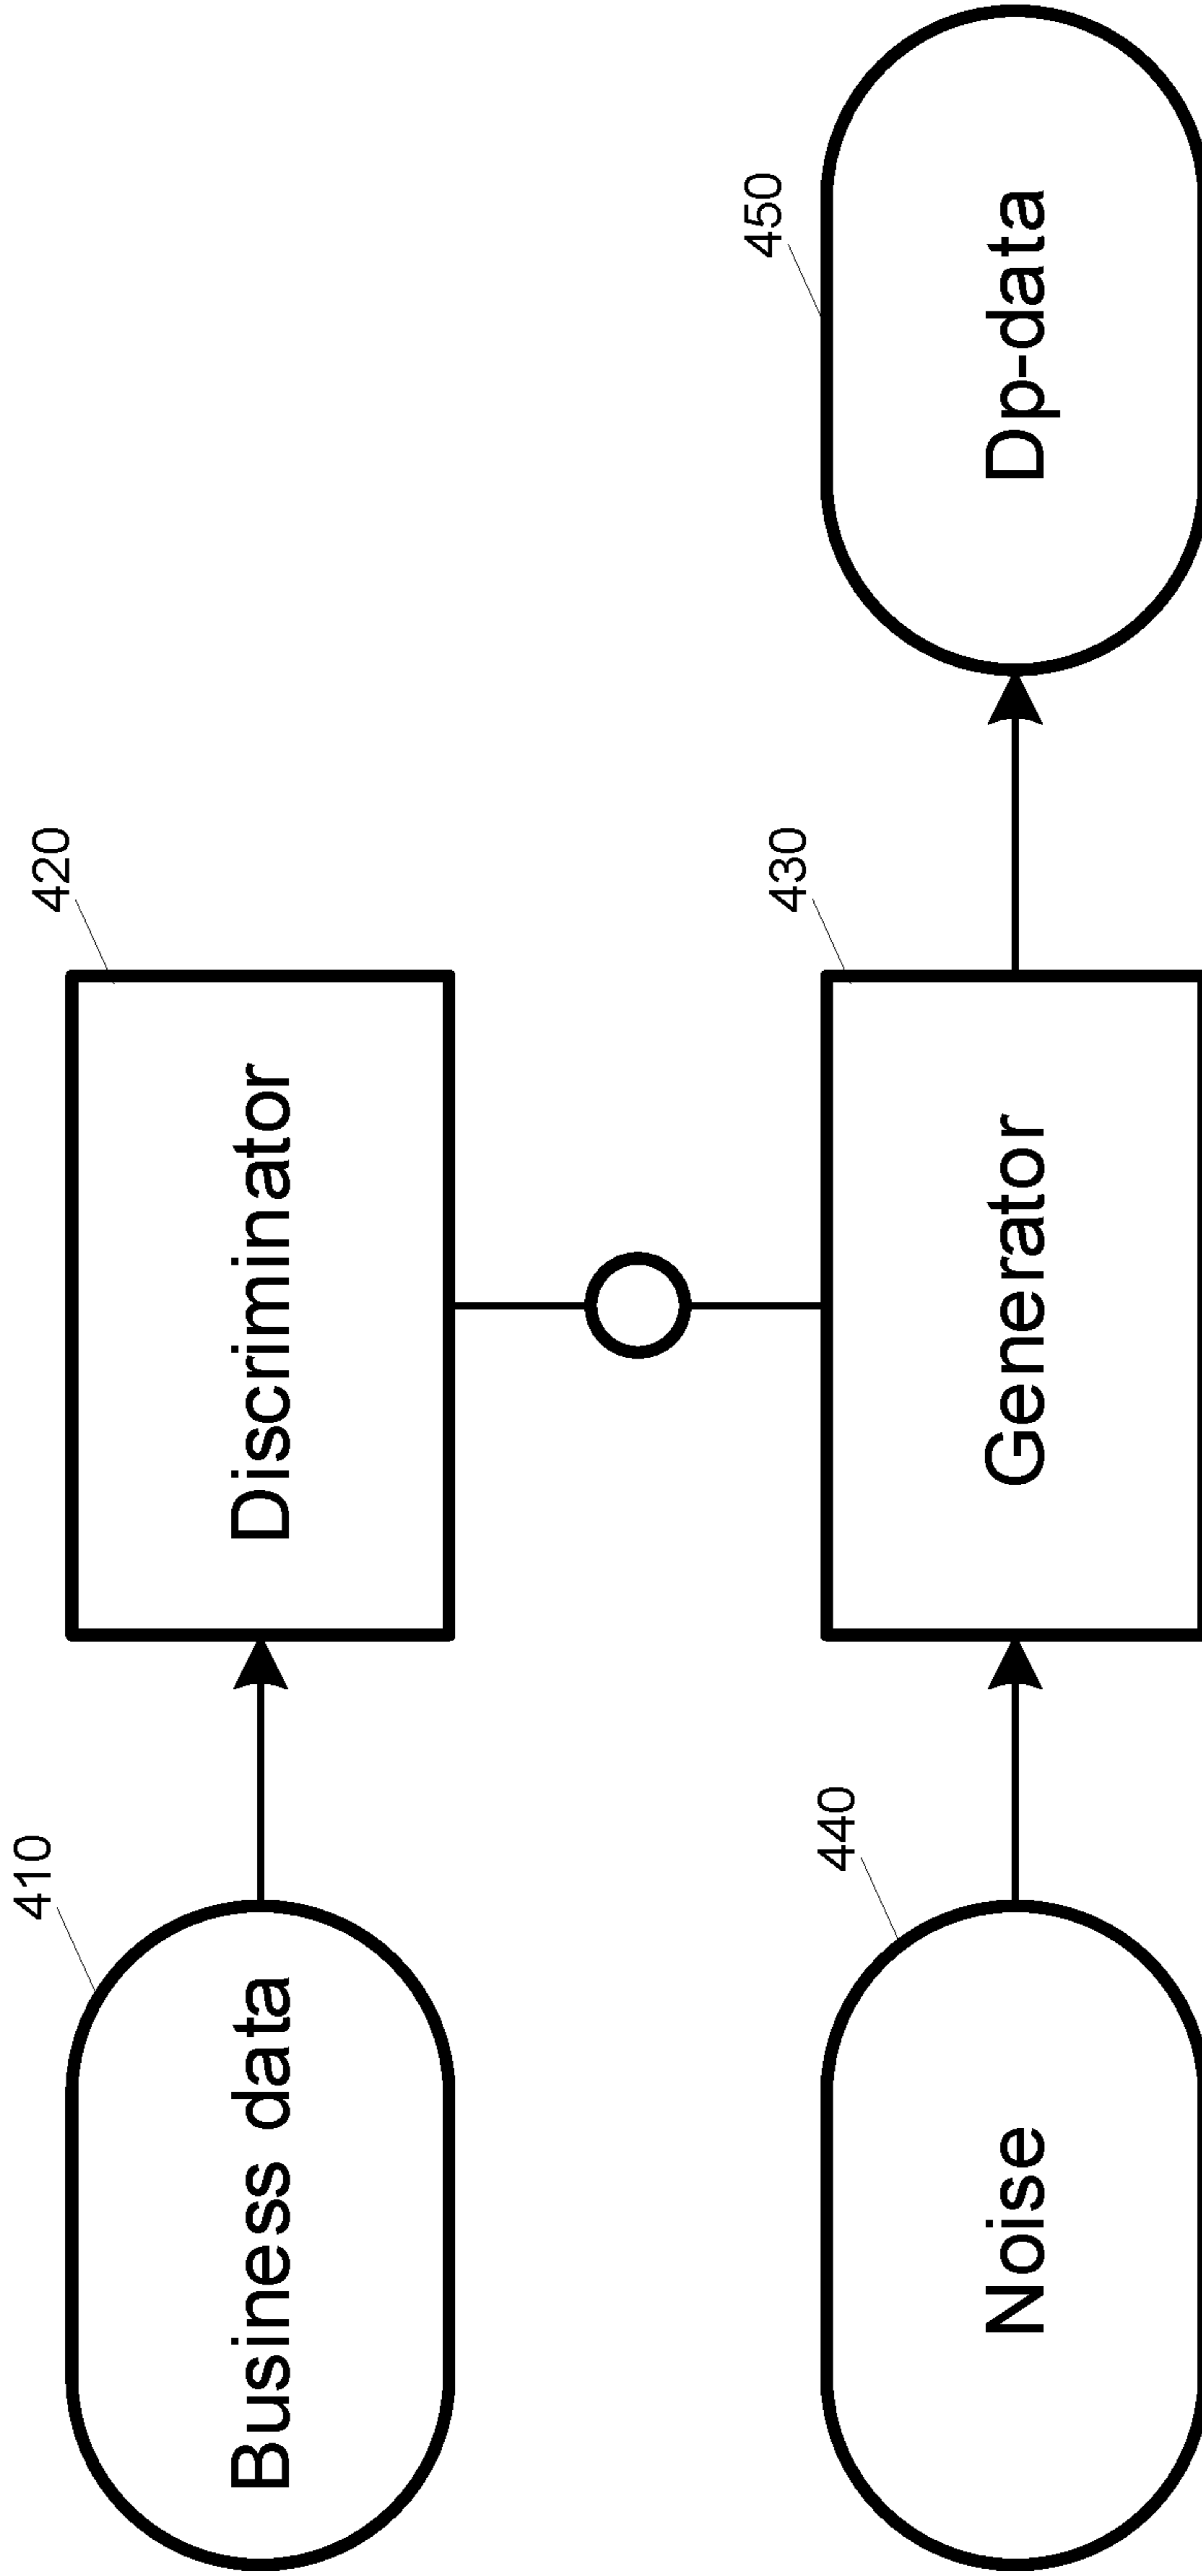 410
Business data
420
Discriminator
440
Noise
430
Generator
450
Dp-data